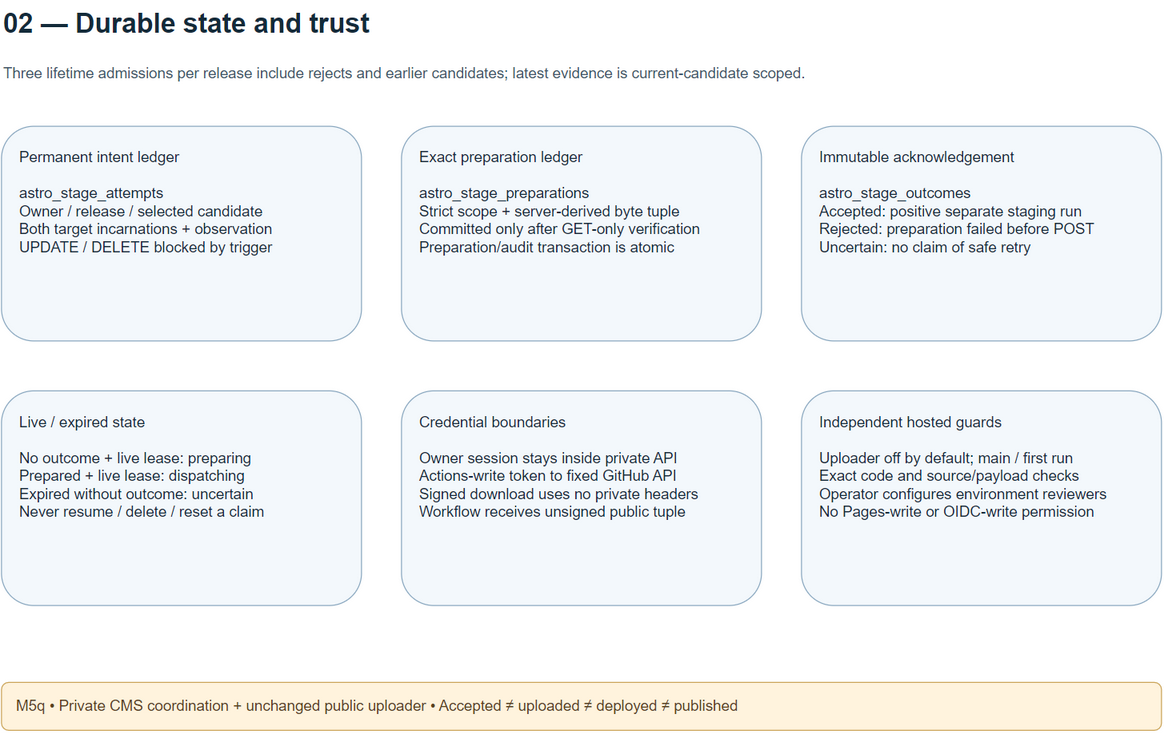 02 — Durable state and trust
Three lifetime admissions per release include rejects and earlier candidates; latest evidence is current-candidate scoped.
Permanent intent ledger
astro_stage_attempts
Owner / release / selected candidate
Both target incarnations + observation
UPDATE / DELETE blocked by trigger
Exact preparation ledger
astro_stage_preparations
Strict scope + server-derived byte tuple
Committed only after GET-only verification
Preparation/audit transaction is atomic
Immutable acknowledgement
astro_stage_outcomes
Accepted: positive separate staging run
Rejected: preparation failed before POST
Uncertain: no claim of safe retry
Live / expired state
No outcome + live lease: preparing
Prepared + live lease: dispatching
Expired without outcome: uncertain
Never resume / delete / reset a claim
Credential boundaries
Owner session stays inside private API
Actions-write token to fixed GitHub API
Signed download uses no private headers
Workflow receives unsigned public tuple
Independent hosted guards
Uploader off by default; main / first run
Exact code and source/payload checks
Operator configures environment reviewers
No Pages-write or OIDC-write permission
M5q • Private CMS coordination + unchanged public uploader • Accepted ≠ uploaded ≠ deployed ≠ published